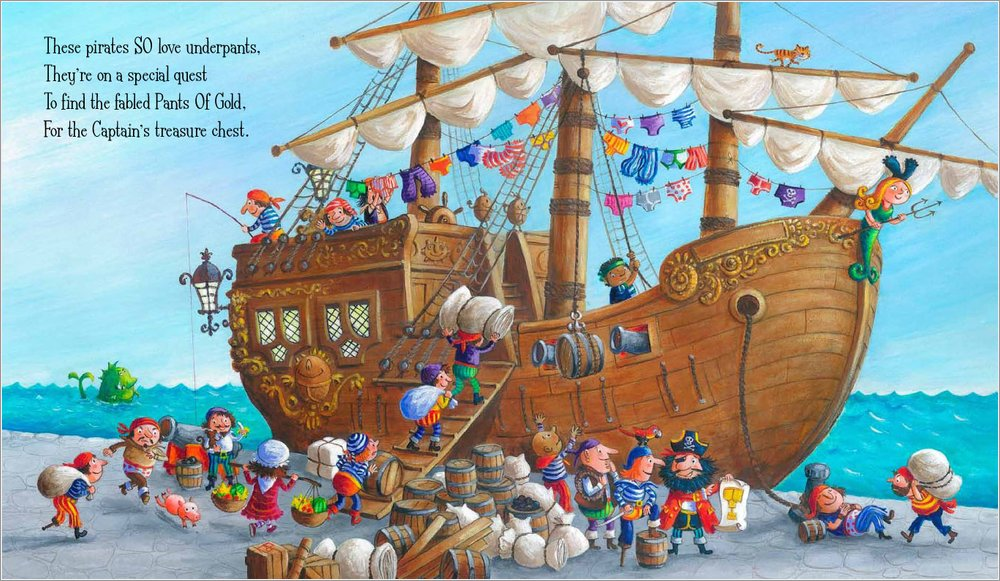 These pirates SO love underpants,
They're on a special quest
To find the fabled Pants Of Gold,
For the Captain's treasure chest.